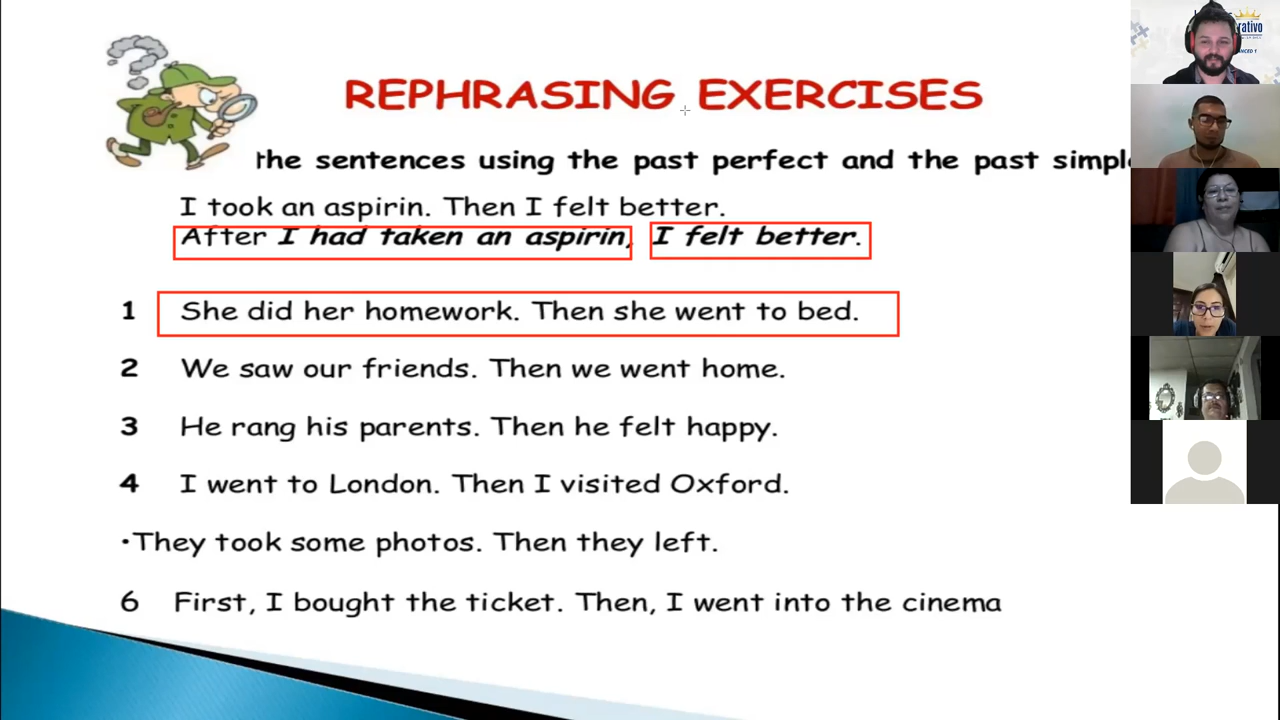 REPHRASING EXERCISES
the sentences using the past perfect and the past simple
I took an aspirin. Then I felt better.
After I had taken an aspirin, I felt better.
1 She did her homework. Then she went to bed.
2 We saw our friends. Then we went home.
3 He rang his parents. Then he felt happy.
4 I went to London. Then I visited Oxford.
•They took some photos. Then they left.
6 First, I bought the ticket. Then, I went into the cinema